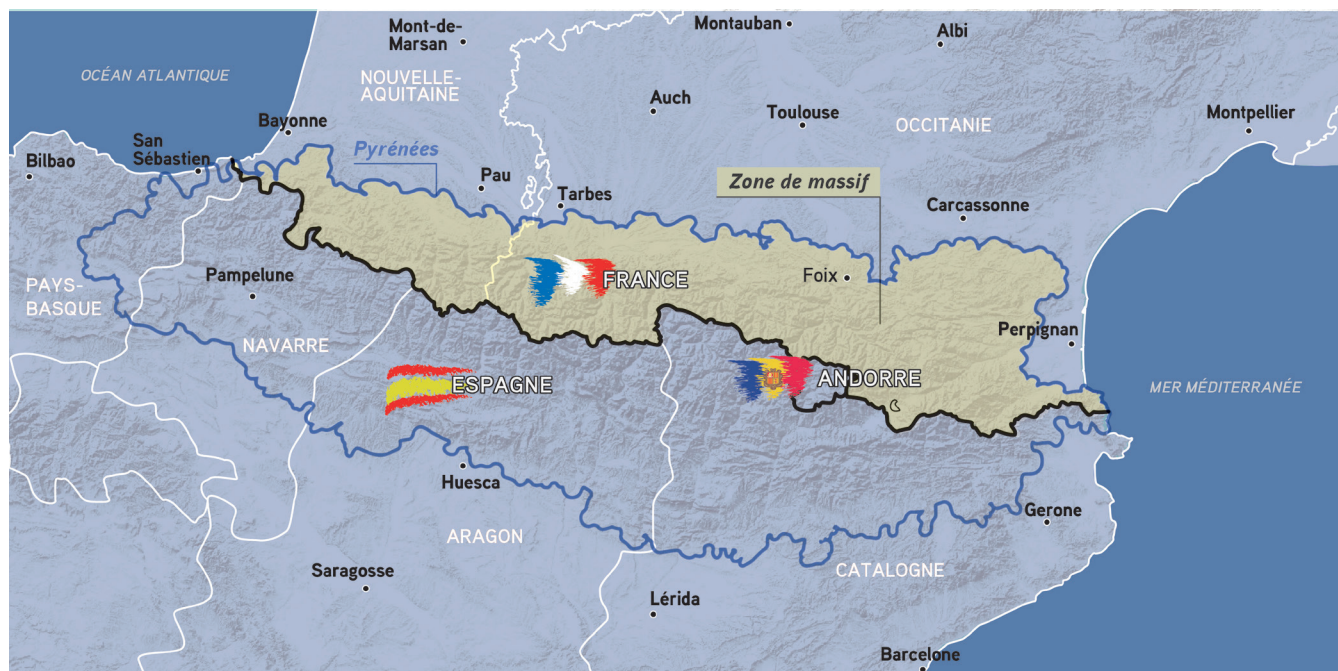 Mont-de-
Marsan
Montauban
Albi
OCÉAN ATLANTIQUE
NOUVELLE-
AQUITAINE
Auch
Toulouse
OCCITANIE
Montpellier
Bayonne
San
Sébastien
Bilbao
Pyrénées
Pau
Tarbes
Zone de massif
Carcassonne
Pampelune
PAYS-
BASQUE
FRANCE
Foix
Perpignan
NAVARRE
ESPAGNE
ANDORRE
MER MÉDITERRANÉE
Huesca
Gerone
ARAGON
Saragosse
CATALOGNE
Lérida
Barcelone